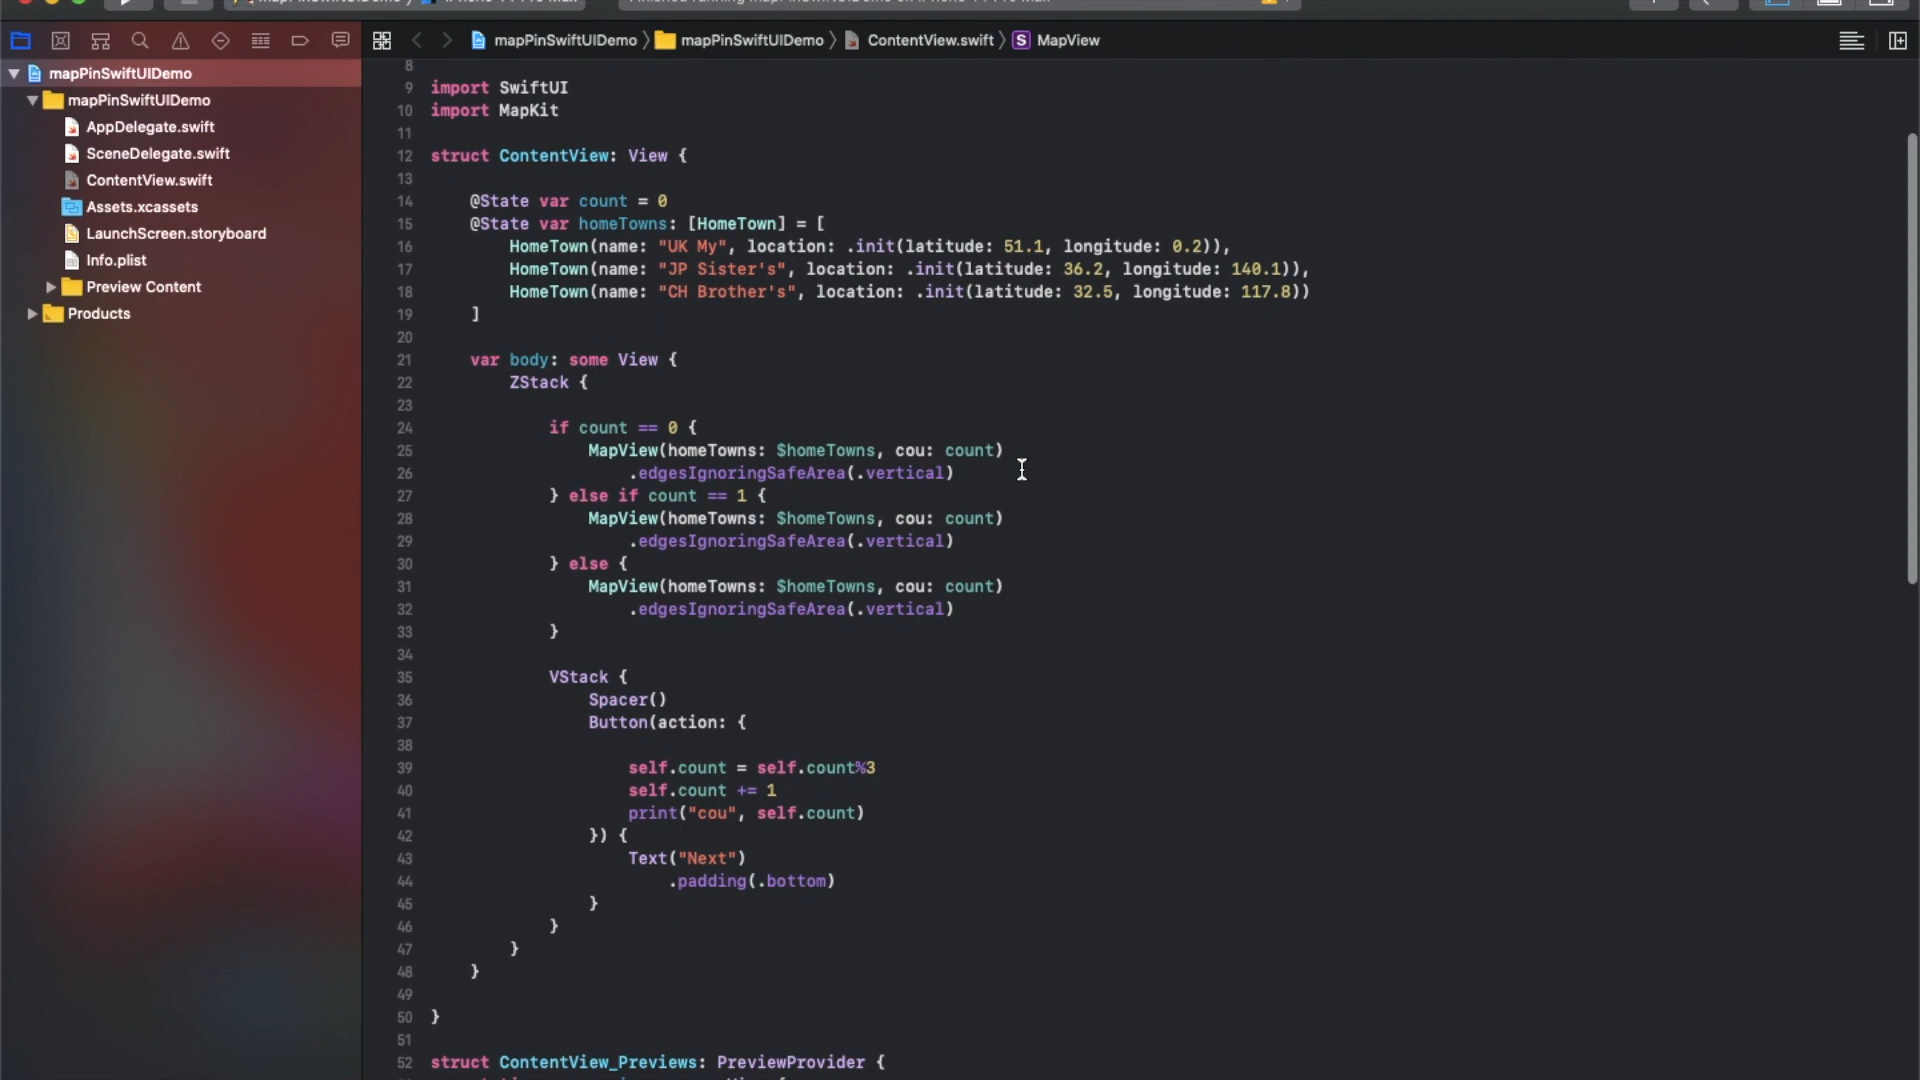 mapPinSwiftUIDemo
mapPinSwiftUIDemo
AppDelegate.swift
SceneDelegate.swift
ContentView.swift
Assets.xcassets
LaunchScreen.storyboard
Info.plist
Preview Content
Products
mapPinSwiftUIDemo 〉 mapPinSwiftUIDemo 〉 ContentView.swift 〉 S MapView
8
9 import SwiftUI
10 import MapKit
11
12 struct ContentView: View {
13
14 @State var count = 0
15 @State var homeTowns: [HomeTown] = [
16 HomeTown(name: "UK My", location: .init(latitude: 51.1, longitude: 0.2)),
17 HomeTown(name: "JP Sister's", location: .init(latitude: 36.2, longitude: 140.1)),
18 HomeTown(name: "CH Brother's", location: .init(latitude: 32.5, longitude: 117.8))
19 ]
20
21 var body: some View {
22 ZStack {
23
24 if count == 0 {
25 MapView(homeTowns: $homeTowns, cou: count)
26 .edgesIgnoringSafeArea(.vertical)
27 } else if count == 1 {
28 MapView(homeTowns: $homeTowns, cou: count)
29 .edgesIgnoringSafeArea(.vertical)
30 } else {
31 MapView(homeTowns: $homeTowns, cou: count)
32 .edgesIgnoringSafeArea(.vertical)
33 }
34
35 VStack {
36 Spacer()
37 Button(action: {
38
39 self.count = self.count%3
40 self.count += 1
41 print("cou", self.count)
42 }) {
43 Text("Next")
44 .padding(.bottom)
45 }
46 }
47 }
48 }
49
50 }
51
52 struct ContentView_Previews: PreviewProvider {